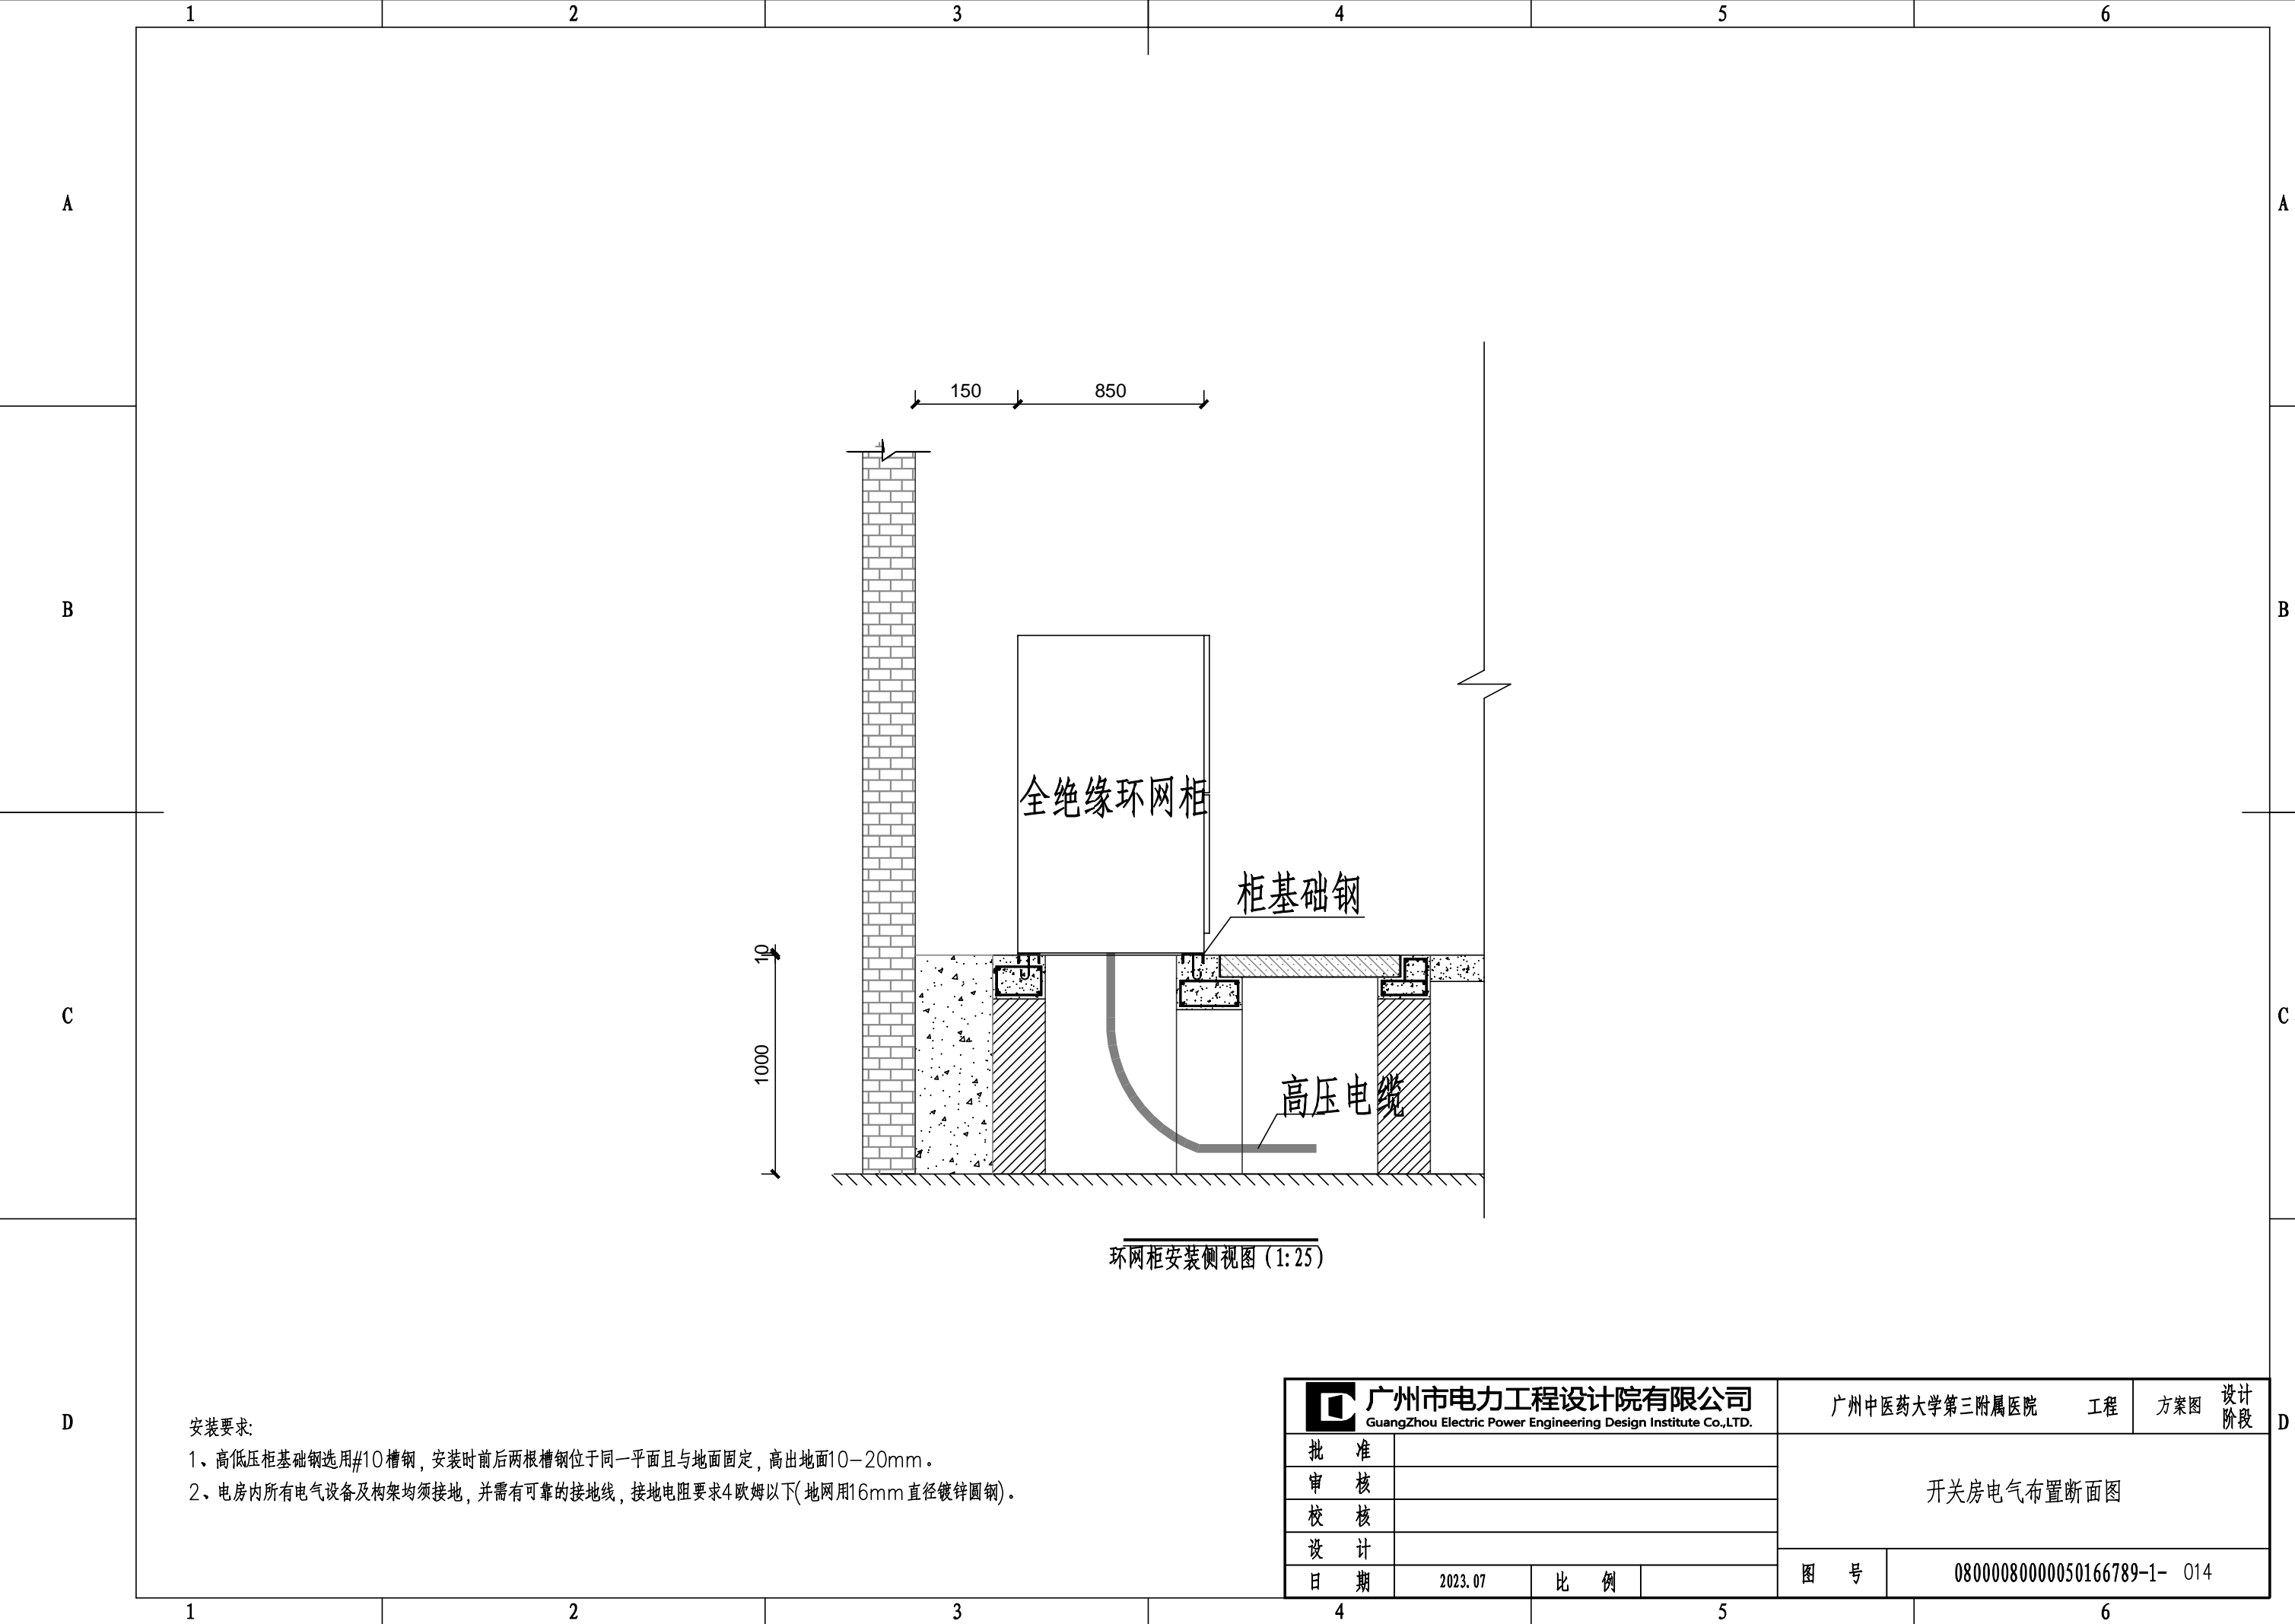 1 2 3 4 5 6
A A
150 850
B B
全绝缘环网柜
柜基础钢
10
C C
1000
高压电缆
环网柜安装侧视图(1:25)
D D
安装要求:
1、高低压柜基础钢选用#10槽钢,安装时前后两根槽钢位于同一平面且与地面固定,高出地面10-20mm。
2、电房内所有电气设备及构架均须接地,并需有可靠的接地线,接地电阻要求4欧姆以下(地网用16mm直径镀锌圆钢)。
广州市电力工程设计院有限公司
GuangZhou Electric Power Engineering Design Institute Co.,LTD.
广州中医药大学第三附属医院 工程 方案图 设计阶段
批 准
审 核
校 核
设 计
日 期 2023.07 比 例
开关房电气布置断面图
图 号 08000080000050166789-1- 014
1 2 3 4 5 6